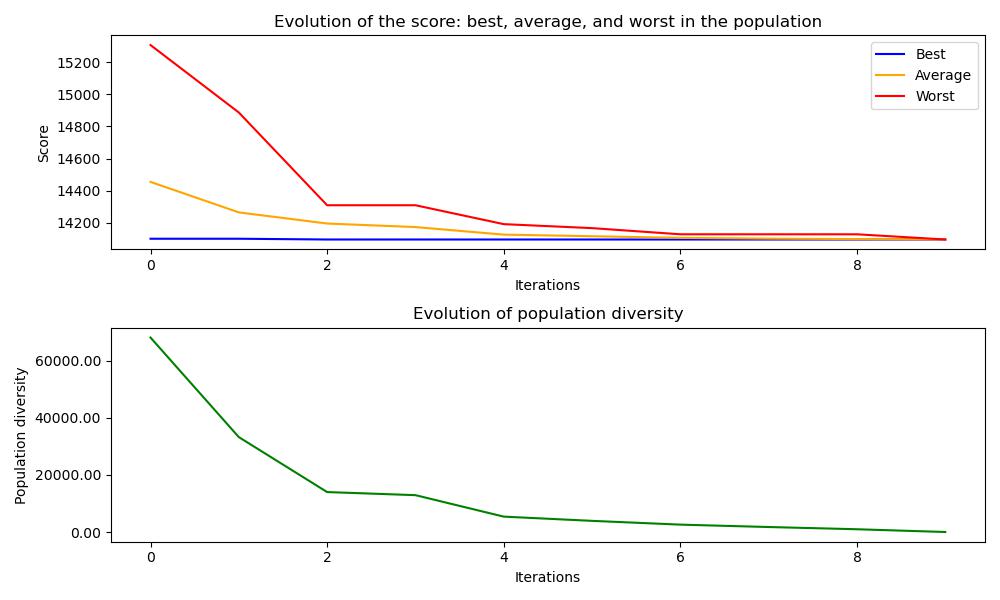 Evolution of the score: best, average, and worst in the population
Score
15200
15000
14800
14600
14400
14200
Best
Average
Worst
0 2 4 6 8
Iterations
Evolution of population diversity
Population diversity
60000.00
40000.00
20000.00
0.00
0 2 4 6 8
Iterations